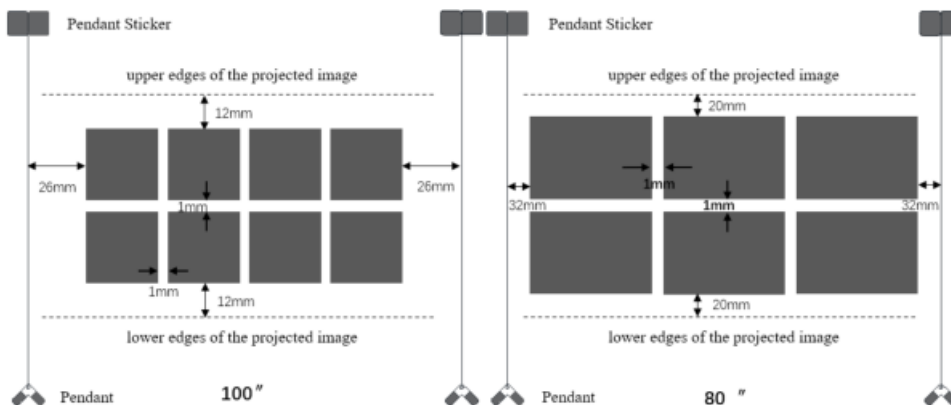 Pendant Sticker
upper edges of the projected image
12mm
26mm
26mm
1mm
1mm
12mm
lower edges of the projected image
Pendant
100"
Pendant Sticker
upper edges of the projected image
20mm
1mm
32mm
1mm
32mm
20mm
lower edges of the projected image
Pendant
80 "